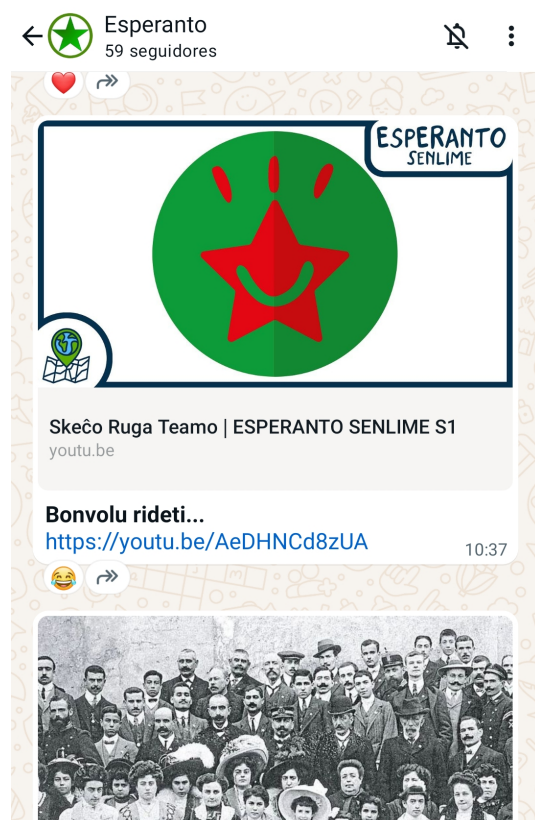 Esperanto
59 seguidores
ESPERANTO
SENLIME
Skeĉo Ruga Teamo | ESPERANTO SENLIME S1
youtu.be
Bonvolu rideti...
https://youtu.be/AeDHNCd8zUA
10:37